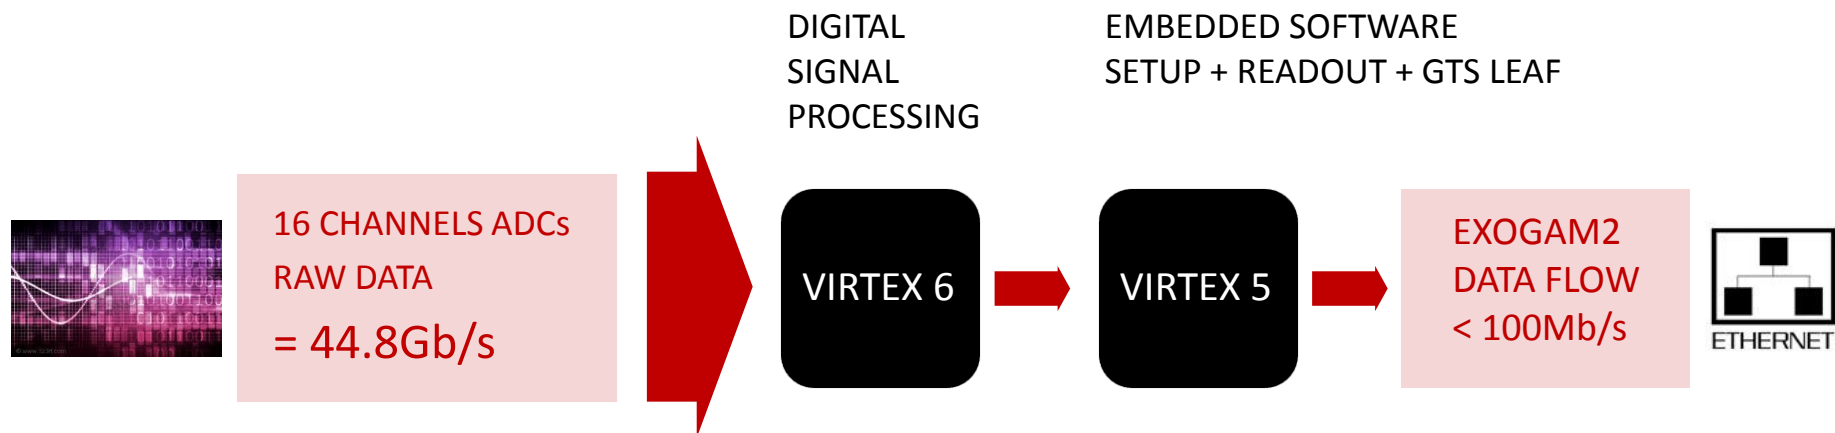 DIGITAL
SIGNAL
PROCESSING
EMBEDDED SOFTWARE
SETUP + READOUT + GTS LEAF
16 CHANNELS ADCs
RAW DATA
= 44.8Gb/s
VIRTEX 6
VIRTEX 5
EXOGAM2
DATA FLOW
< 100Mb/s
ETHERNET